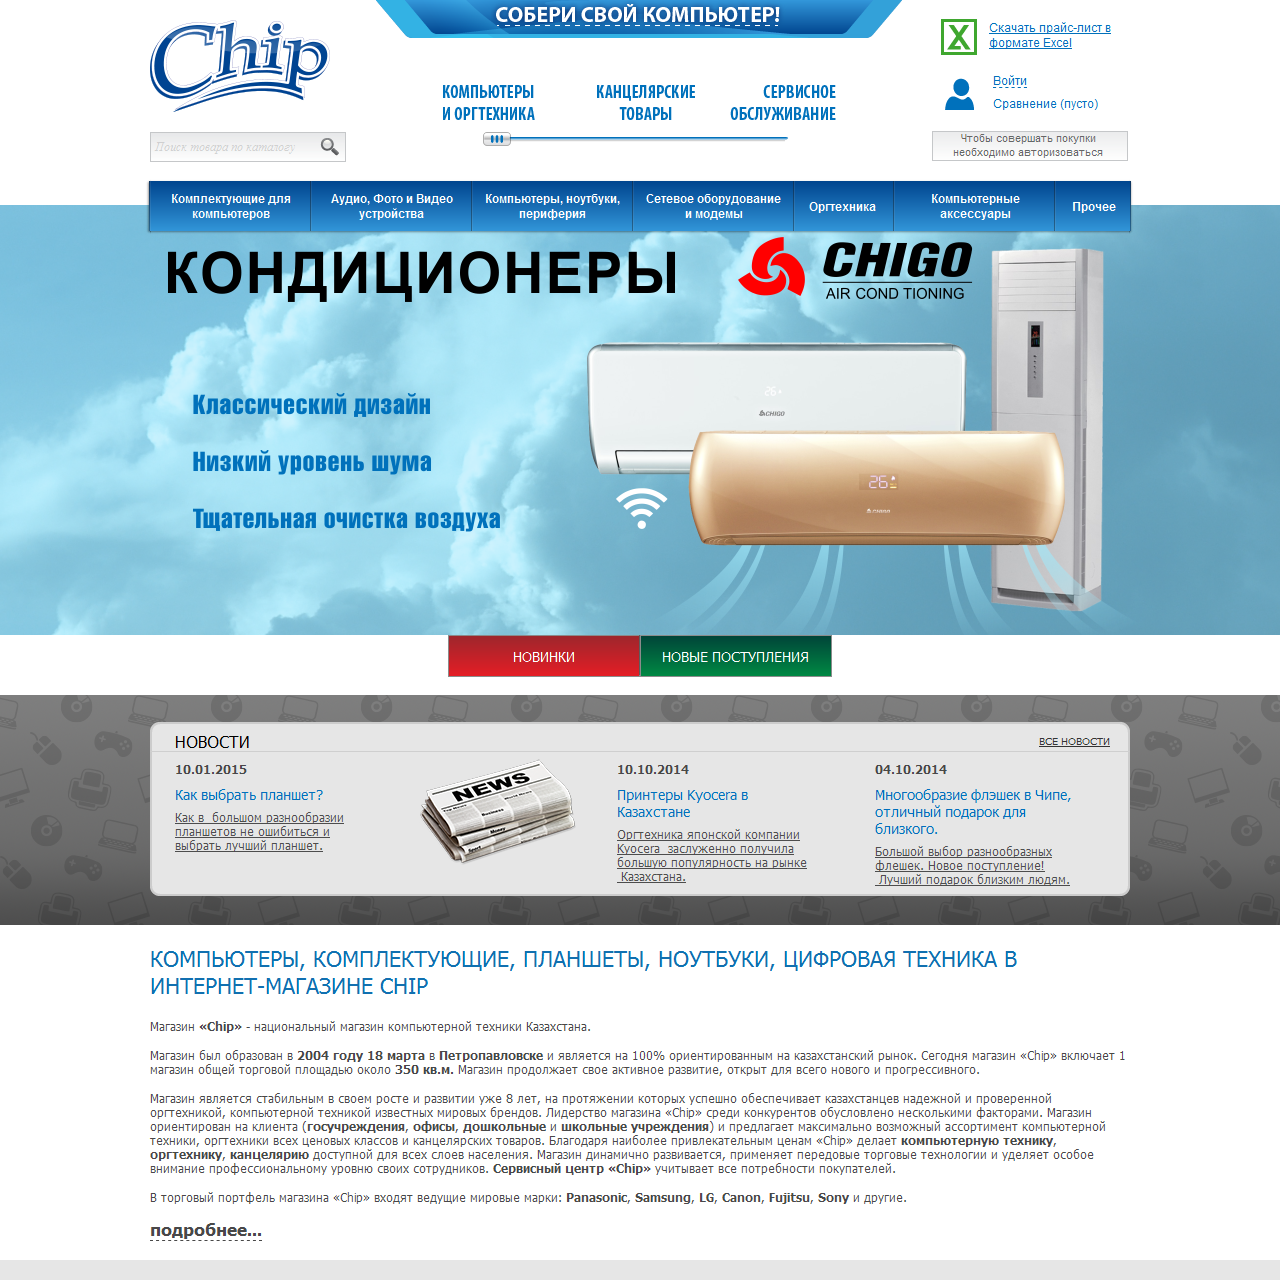 СОБЕРИ СВОЙ КОМПЬЮТЕР!
Chip
Скачать прайс-лист в
формате Excel
Войти
Сравнение (пусто)
КОМПЬЮТЕРЫ
И ОРГТЕХНИКА
КАНЦЕЛЯРСКИЕ
ТОВАРЫ
СЕРВИСНОЕ
ОБСЛУЖИВАНИЕ
Поиск товара по каталогу
Чтобы совершать покупки
необходимо авторизоваться
Комплектующие для
компьютеров
Аудио, Фото и Видео
устройства
Компьютеры, ноутбуки,
периферия
Сетевое оборудование
и модемы
Оргтехника
Компьютерные
аксессуары
Прочее
КОНДИЦИОНЕРЫ
CHIGO
AIR COND TIONING
Классический дизайн
Низкий уровень шума
Тщательная очистка воздуха
26
CHIGO
26
НОВИНКИ
НОВЫЕ ПОСТУПЛЕНИЯ
НОВОСТИ
ВСЕ НОВОСТИ
10.01.2015
Как выбрать планшет?
Как в  большом разнообразии
планшетов не ошибиться и
выбрать лучший планшет.
NEWS
10.10.2014
Принтеры Kyocera в
Казахстане
Оргтехника японской компании
Kyocera  заслуженно получила
большую популярность на рынке
Казахстана.
04.10.2014
Многообразие флэшек в Чипе,
отличный подарок для
близкого.
Большой выбор разнообразных
флешек. Новое поступление!
Лучший подарок близким людям.
КОМПЬЮТЕРЫ, КОМПЛЕКТУЮЩИЕ, ПЛАНШЕТЫ, НОУТБУКИ, ЦИФРОВАЯ ТЕХНИКА В
ИНТЕРНЕТ-МАГАЗИНЕ CHIP
Магазин «Chip» - национальный магазин компьютерной техники Казахстана.
Магазин был образован в 2004 году 18 марта в Петропавловске и является на 100% ориентированным на казахстанский рынок. Сегодня магазин «Chip» включает 1
магазин общей торговой площадью около 350 кв.м. Магазин продолжает свое активное развитие, открыт для всего нового и прогрессивного.
Магазин является стабильным в своем росте и развитии уже 8 лет, на протяжении которых успешно обеспечивает казахстанцев надежной и проверенной
оргтехникой, компьютерной техникой известных мировых брендов. Лидерство магазина «Chip» среди конкурентов обусловлено несколькими факторами. Магазин
ориентирован на клиента (госучреждения, офисы, дошкольные и школьные учреждения) и предлагает максимально возможный ассортимент компьютерной
техники, оргтехники всех ценовых классов и канцелярских товаров. Благодаря наиболее привлекательным ценам «Chip» делает компьютерную технику,
оргтехнику, канцелярию доступной для всех слоев населения. Магазин динамично развивается, применяет передовые торговые технологии и уделяет особое
внимание профессиональному уровню своих сотрудников. Сервисный центр «Chip» учитывает все потребности покупателей.
В торговый портфель магазина «Chip» входят ведущие мировые марки: Panasonic, Samsung, LG, Canon, Fujitsu, Sony и другие.
подробнее...